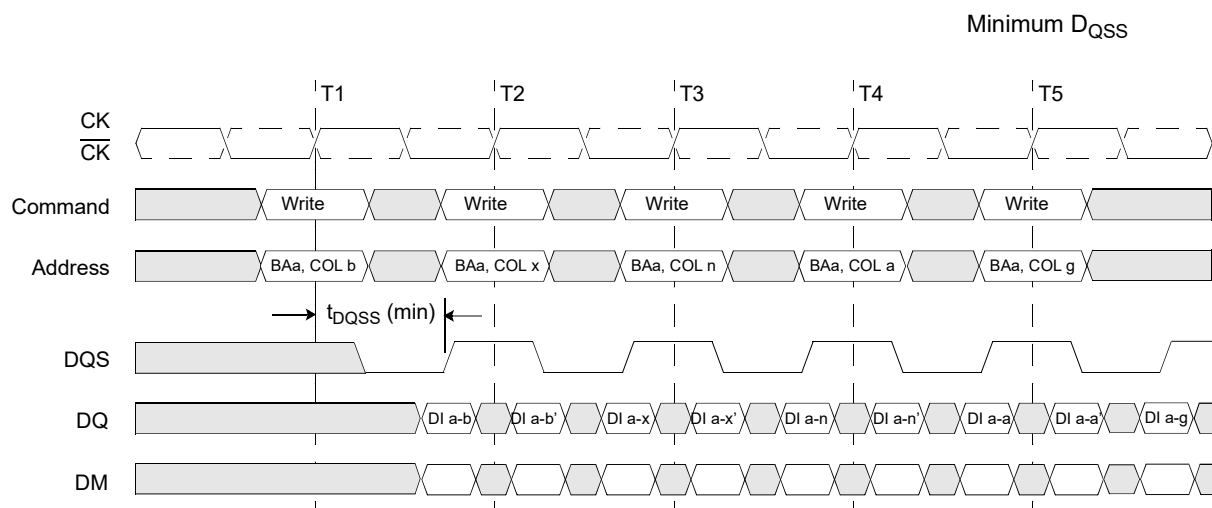 Minimum DQSS
T1 T2 T3 T4 T5
CK
CK
Command Write Write Write Write Write
Address BAa, COL b BAa, COL x BAa, COL n BAa, COL a BAa, COL g
tDQSS (min)
DQS
DQ DI a-b DI a-b’ DI a-x DI a-x’ DI a-n DI a-n’ DI a-a DI a-a’ DI a-g
DM